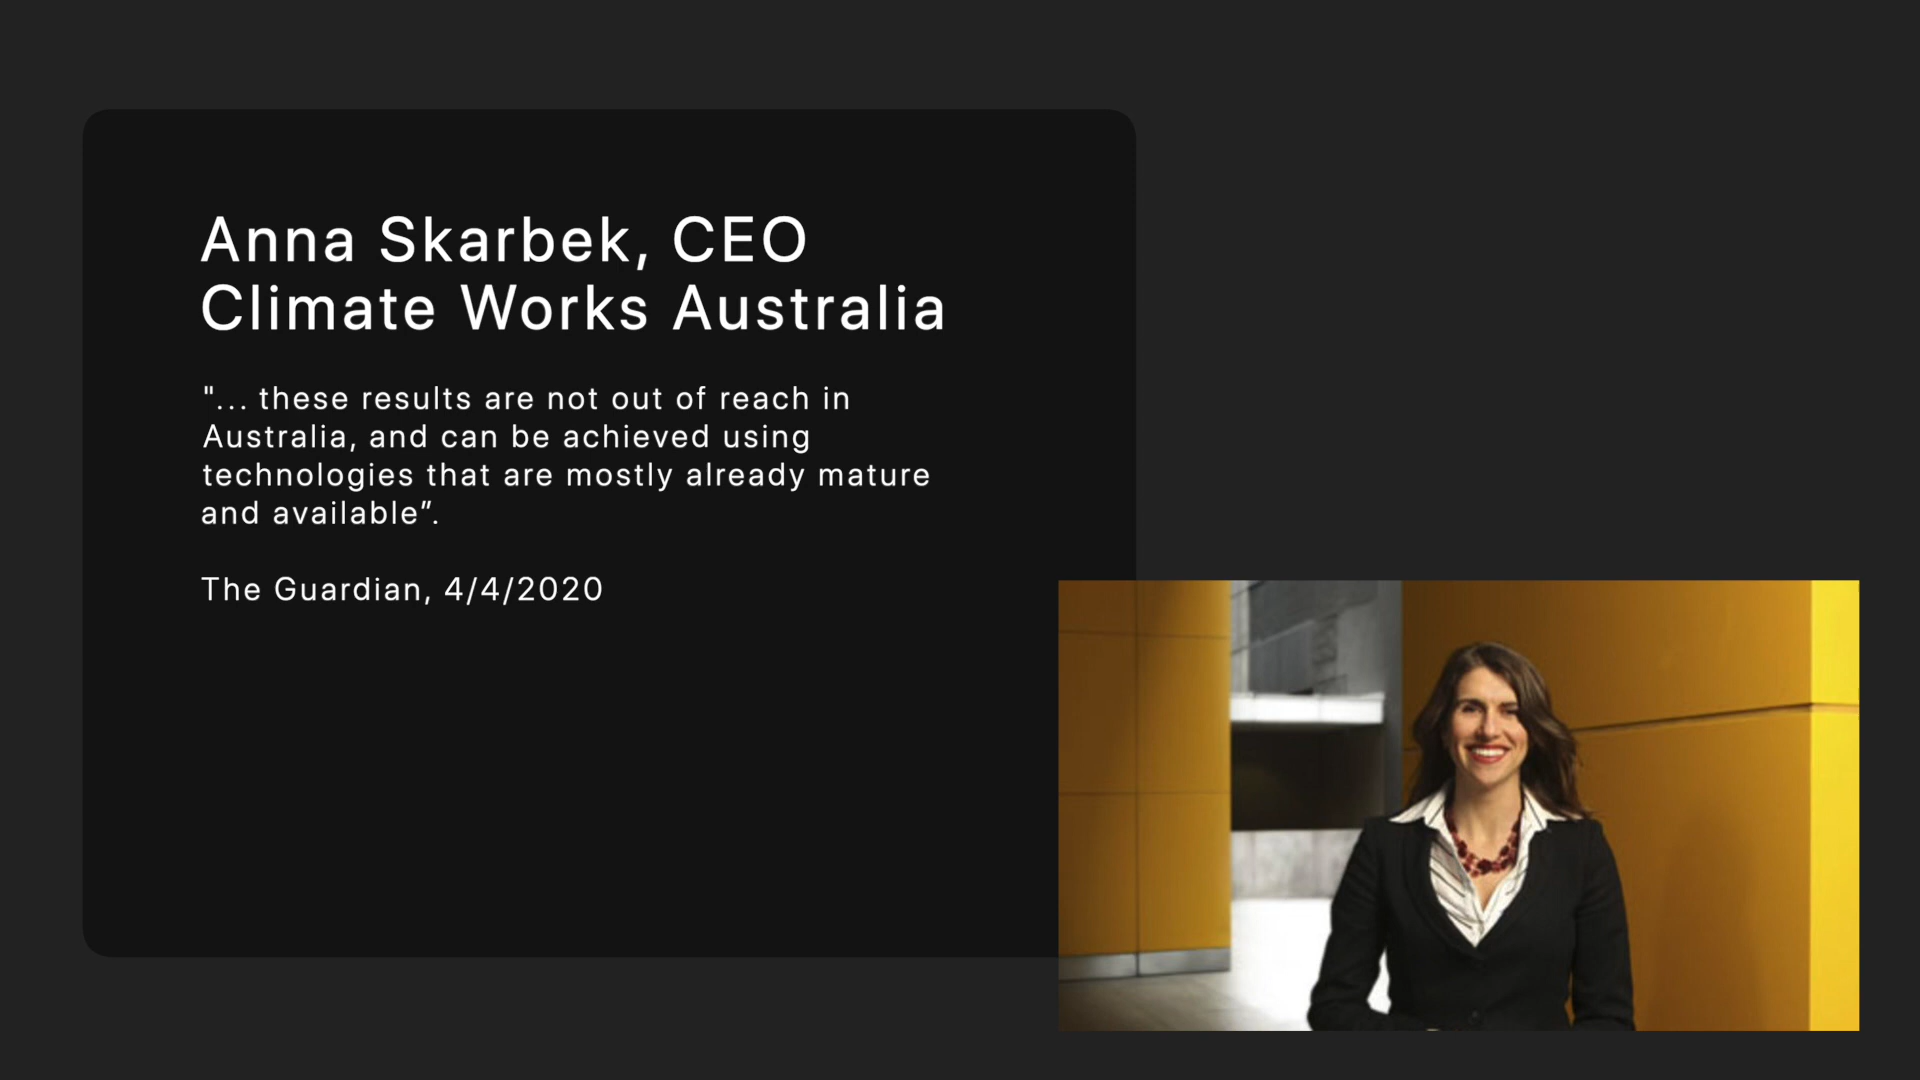 Anna Skarbek, CEO
Climate Works Australia
"... these results are not out of reach in
Australia, and can be achieved using
technologies that are mostly already mature
and available”.
The Guardian, 4/4/2020